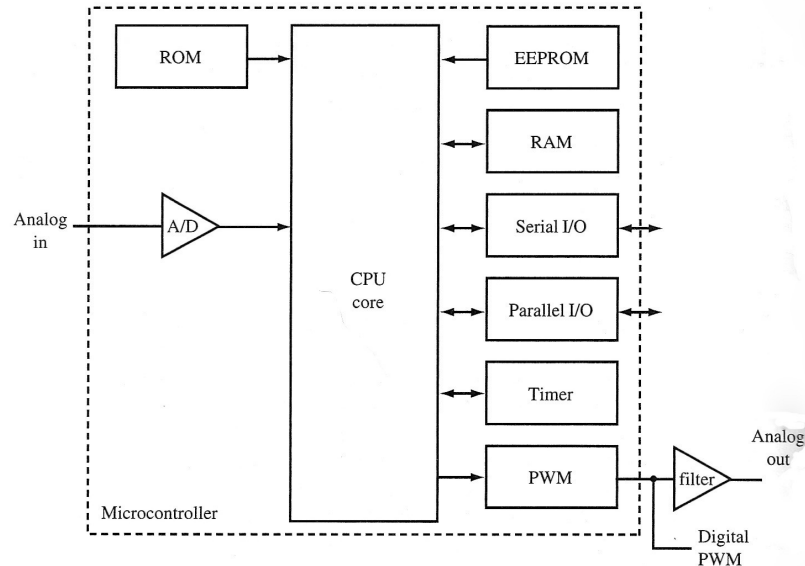 ROM
EEPROM
RAM
Analog
in
A/D
Serial I/O
CPU
core
Parallel I/O
Timer
Analog
out
PWM
filter
Microcontroller
Digital
PWM